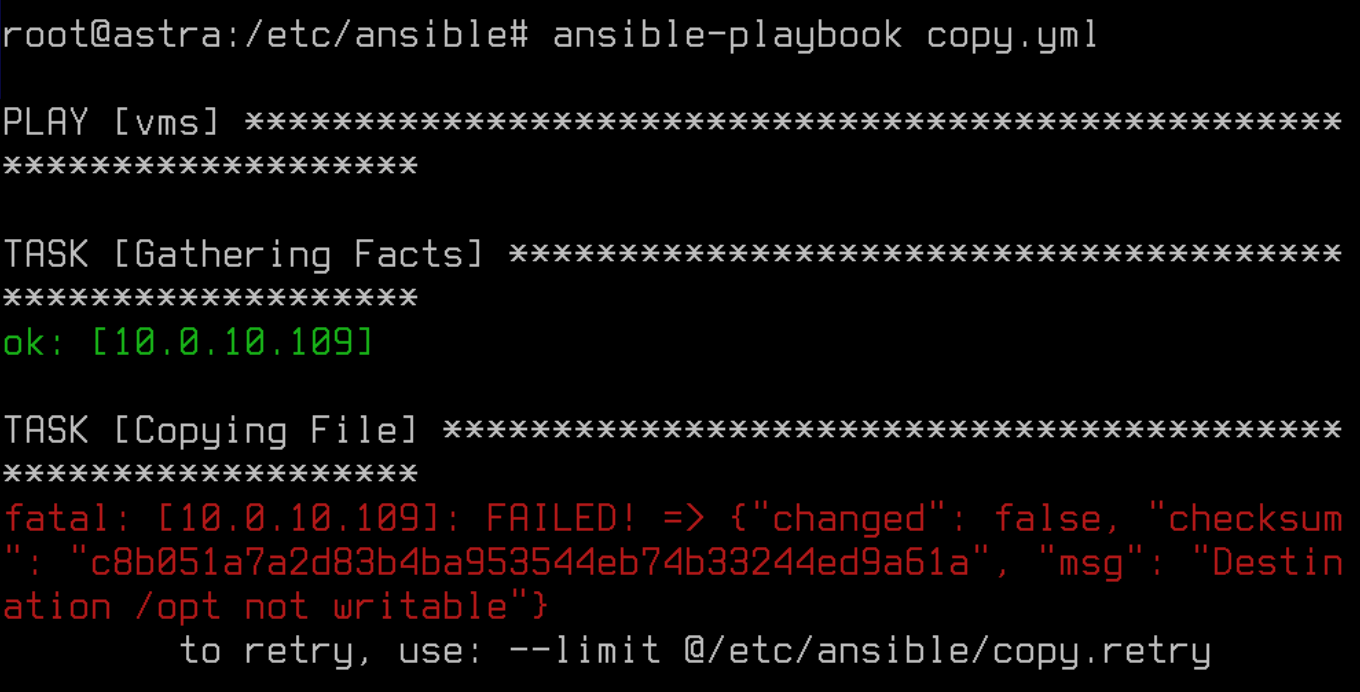 root@astra:/etc/ansible# ansible-playbook copy.yml
PLAY [vms] **************************************************
*******************
TASK [Gathering Facts] **************************************
*******************
ok: [10.0.10.109]
TASK [Copying File] *****************************************
*******************
fatal: [10.0.10.109]: FAILED! => {"changed": false, "checksum
": "c8b051a7a2d83b4ba953544eb74b33244ed9a61a", "msg": "Destin
ation /opt not writable"}
to retry, use: --limit @/etc/ansible/copy.retry